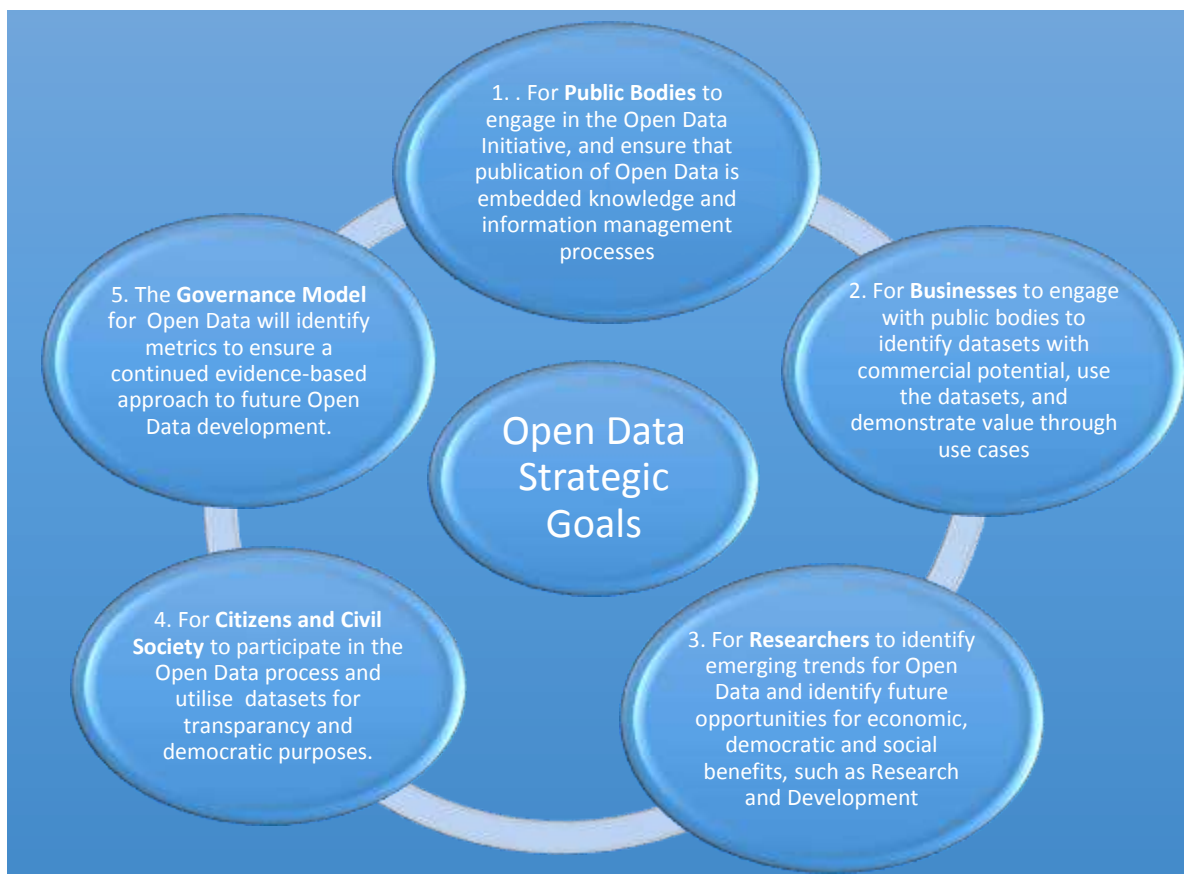 1. . For Public Bodies to
engage in the Open Data
Initiative, and ensure that
publication of Open Data is
embedded knowledge and
information management
processes
2. For Businesses to engage
with public bodies to
identify datasets with
commercial potential, use
the datasets, and
demonstrate value through
use cases
3. For Researchers to identify
emerging trends for Open
Data and identify future
opportunities for economic,
democratic and social
benefits, such as Research
and Development
4. For Citizens and Civil
Society to participate in the
Open Data process and
utilise datasets for
transparancy and
democratic purposes.
5. The Governance Model
for Open Data will identify
metrics to ensure a
continued evidence-based
approach to future Open
Data development.
Open Data
Strategic
Goals